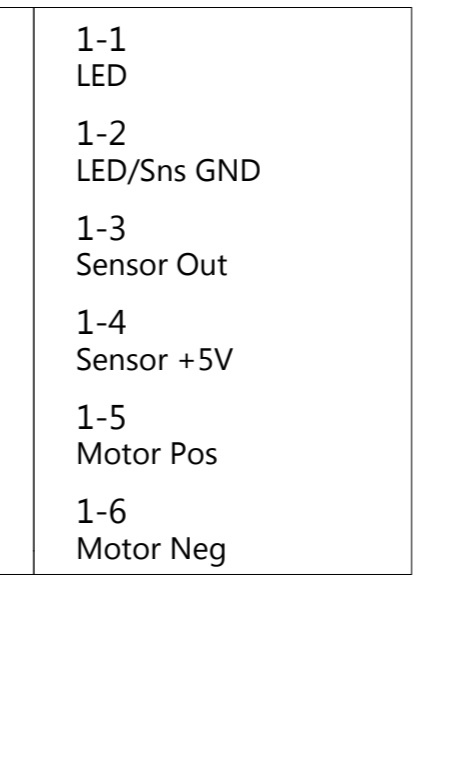 1-1
LED
1-2
LED/Sns GND
1-3
Sensor Out
1-4
Sensor +5V
1-5
Motor Pos
1-6
Motor Neg